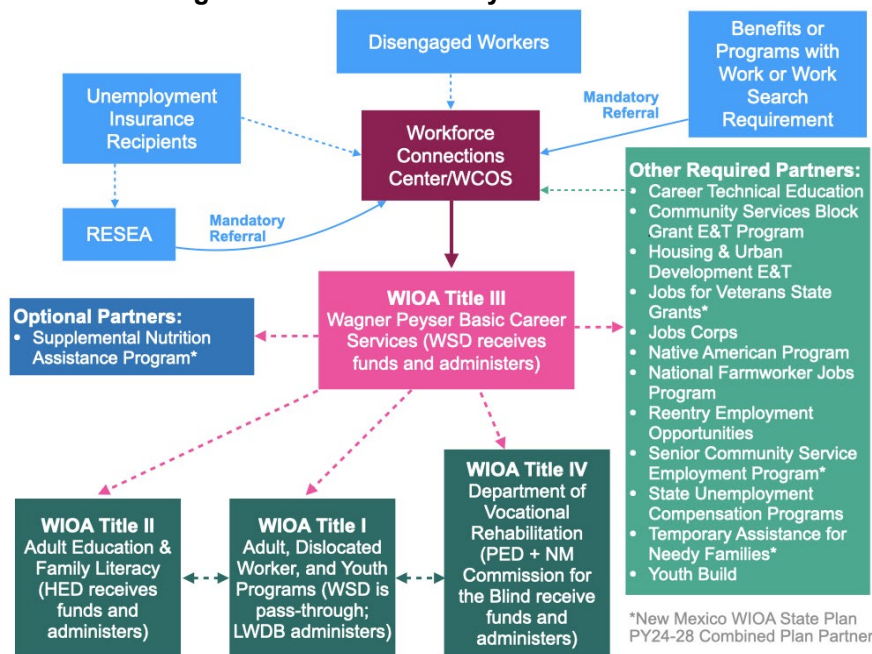 Disengaged Workers
Benefits or
Programs with
Work or Work
Search
Requirement
Unemployment
Insurance
Recipients
Mandatory
Referral
Workforce
Connections
Center/WCOS
RESEA
Mandatory
Referral
Other Required Partners:
• Career Technical Education
• Community Services Block
Grant E&T Program
• Housing & Urban
Development E&T
• Jobs for Veterans State
Grants*
• Jobs Corps
• Native American Program
• National Farmworker Jobs
Program
• Reentry Employment
Opportunities
• Senior Community Service
Employment Program*
• State Unemployment
Compensation Programs
• Temporary Assistance for
Needy Families*
• Youth Build
WIOA Title III
Wagner Peyser Basic Career
Services (WSD receives
funds and administers)
Optional Partners:
• Supplemental Nutrition
Assistance Program*
WIOA Title II
Adult Education &
Family Literacy
(HED receives
funds and
administers)
WIOA Title I
Adult, Dislocated
Worker, and Youth
Programs (WSD is
pass-through;
LWDB administers)
WIOA Title IV
Department of
Vocational
Rehabilitation
(PED + NM
Commission for
the Blind receive
funds and
administers)
*New Mexico WIOA State Plan
PY24-28 Combined Plan Partner